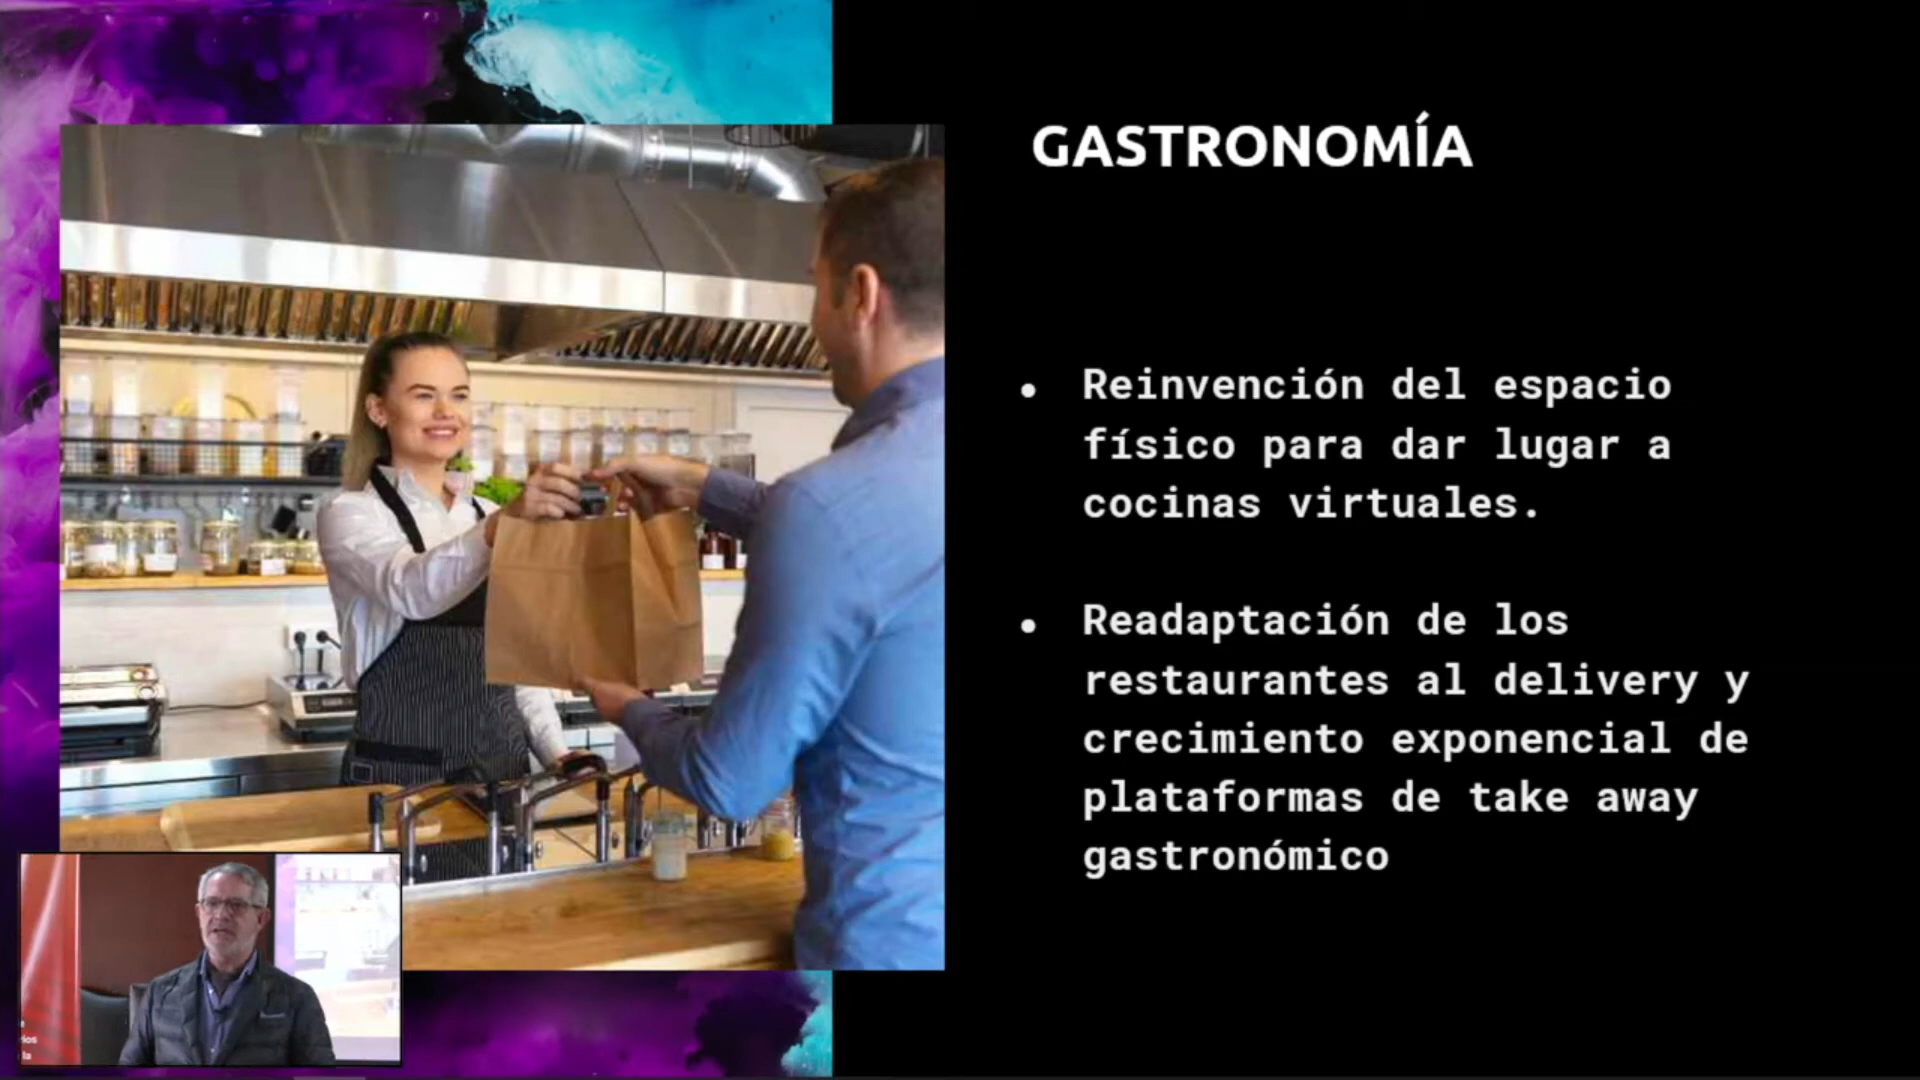 GASTRONOMÍA
• Reinvención del espacio
físico para dar lugar a
cocinas virtuales.
• Readaptación de los
restaurantes al delivery y
crecimiento exponencial de
plataformas de take away
gastronómico